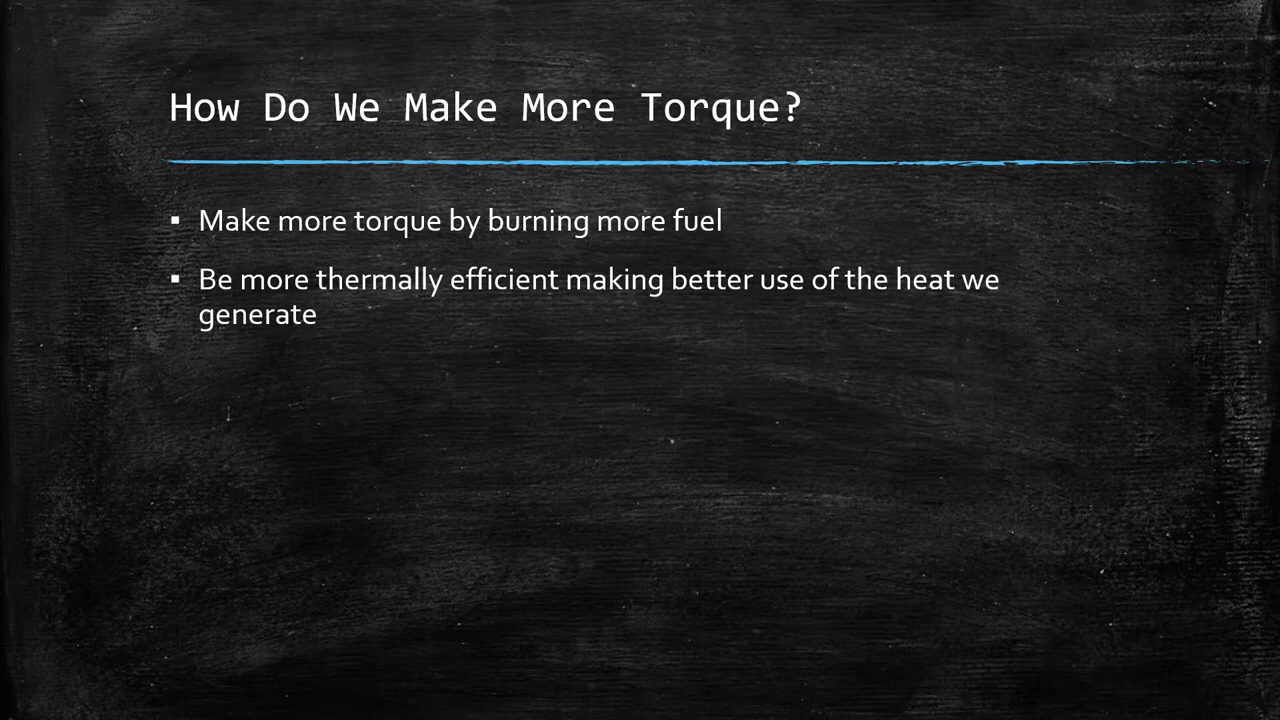 How Do We Make More Torque?
▪ Make more torque by burning more fuel
▪ Be more thermally efficient making better use of the heat we
generate